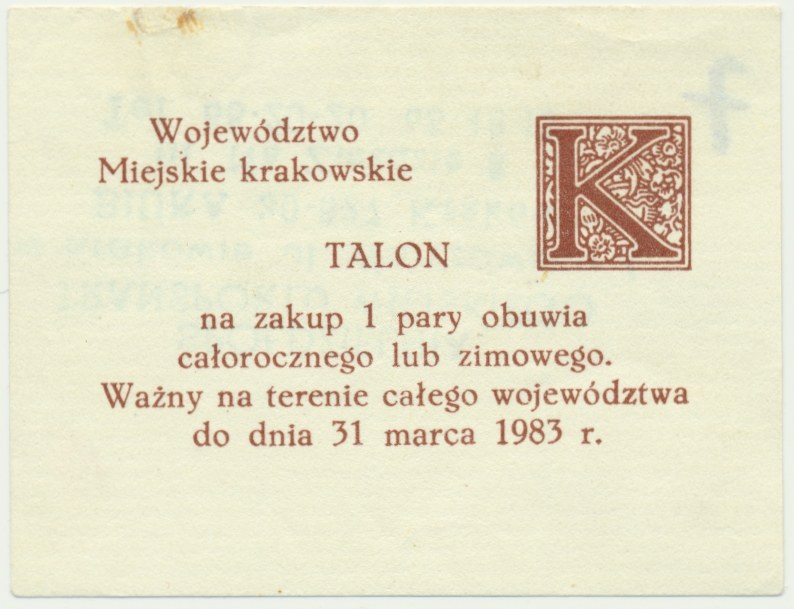 Województwo
Miejskie krakowskie
K
TALON
na zakup 1 pary obuwia
całorocznego lub zimowego.
Ważny na terenie całego województwa
do dnia 31 marca 1983 r.